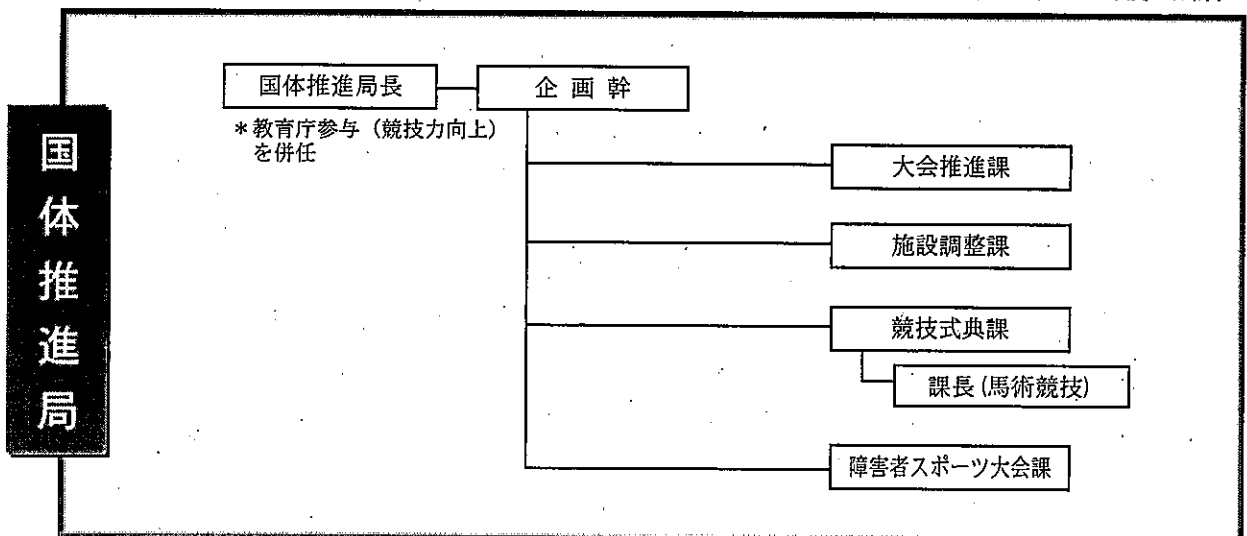 国体推進局
国体推進局長
企画幹
*教育庁参与（競技力向上）
を併任
大会推進課
施設調整課
競技式典課
課長(馬術競技)
障害者スポーツ大会課